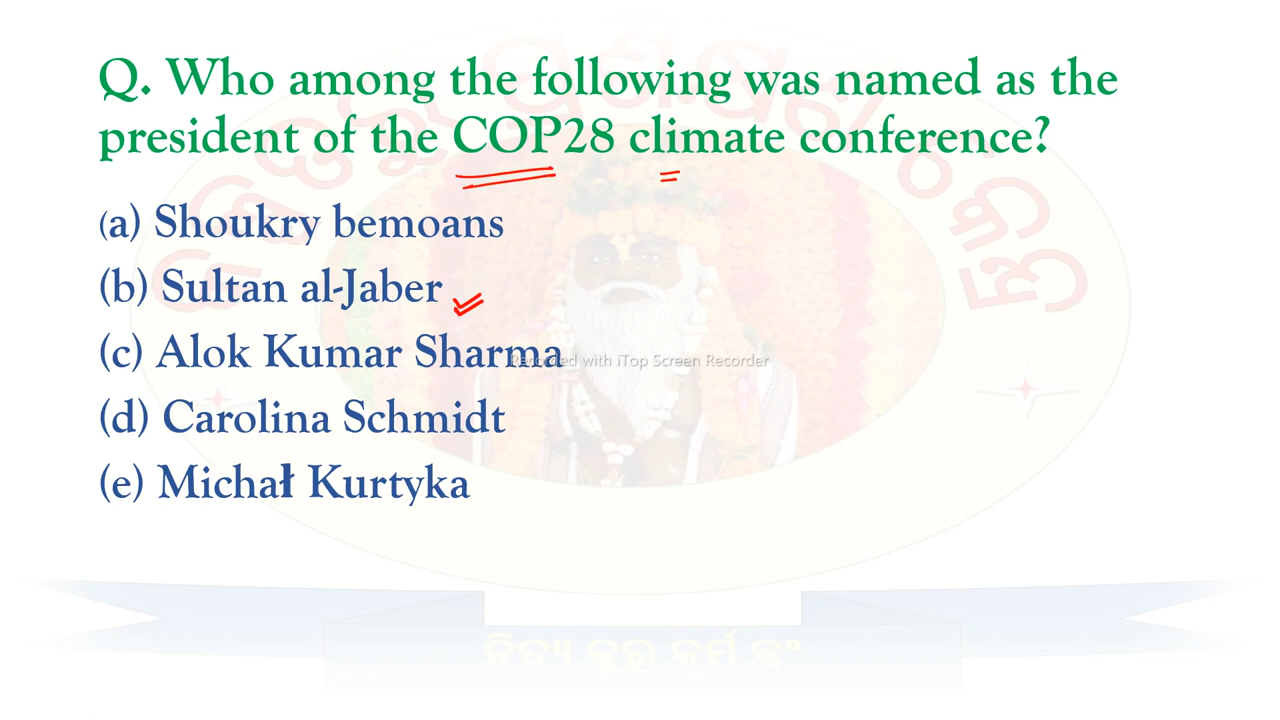 Q. Who among the following was named as the
president of the COP28 climate conference?
(a) Shoukry bemoans
(b) Sultan al-Jaber
(c) Alok Kumar Sharma
Recorded with iTop Screen Recorder
(d) Carolina Schmidt
(e) Michał Kurtyka